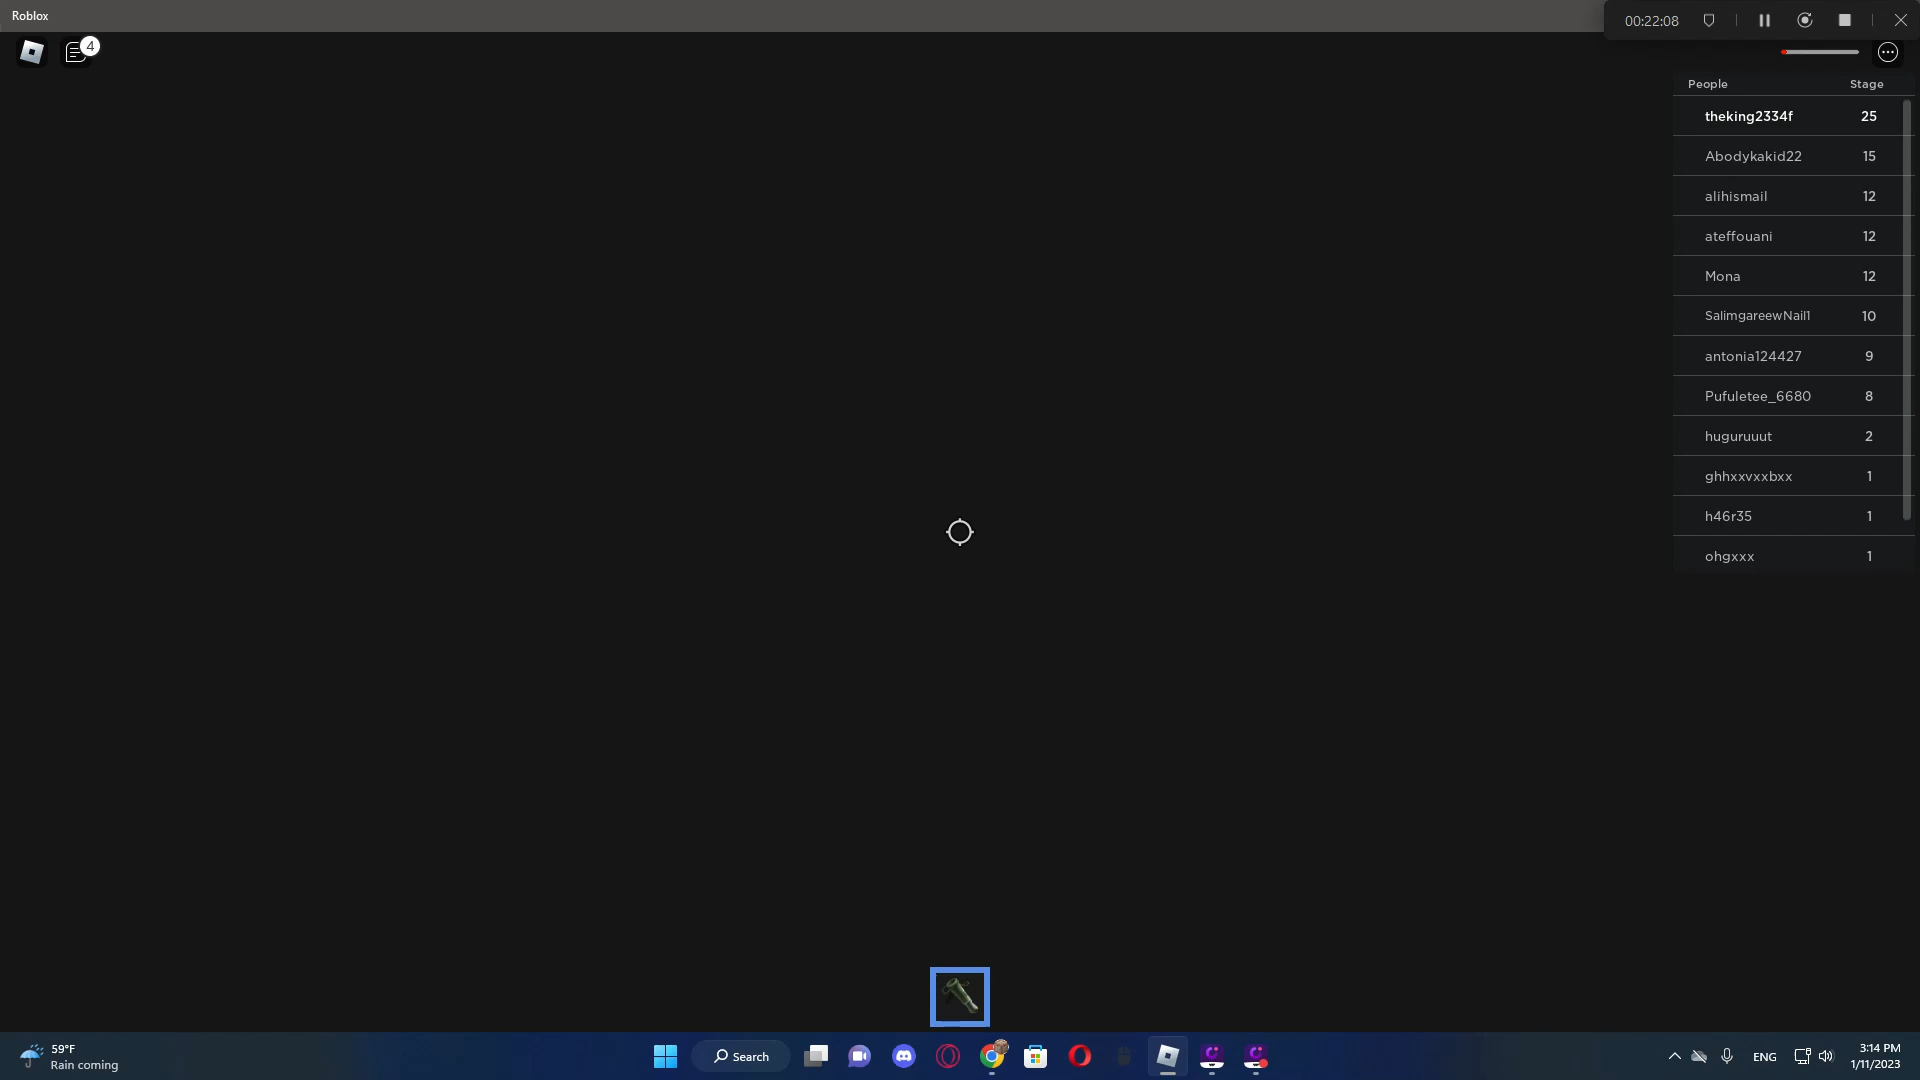 Roblox
00:22:08
4
People Stage
theking2334f 25
Abodykakid22 15
alihismail 12
ateffouani 12
Mona 12
SalimgareewNail1 10
antonia124427 9
Pufuletee_6680 8
huguruuut 2
ghhxxvxxbxx 1
h46r35 1
ohgxxx 1
59°F
Rain coming
Search
ENG
3:14 PM
1/11/2023